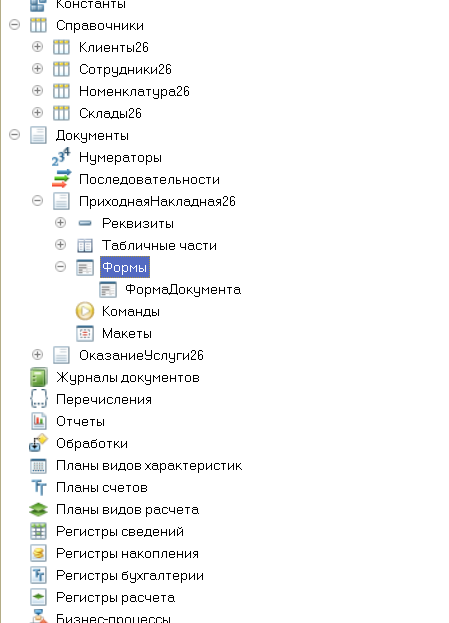 Константы
Справочники
Клиенты26
Сотрудники26
Номенклатура26
Склады26
Документы
Нумераторы
Последовательности
ПриходнаяНакладная26
Реквизиты
Табличные части
Формы
ФормаДокумента
Команды
Макеты
ОказаниеУслуги26
Журналы документов
Перечисления
Отчеты
Обработки
Планы видов характеристик
Планы счетов
Планы видов расчета
Регистры сведений
Регистры накопления
Регистры бухгалтерии
Регистры расчета
Бизнес-процессы